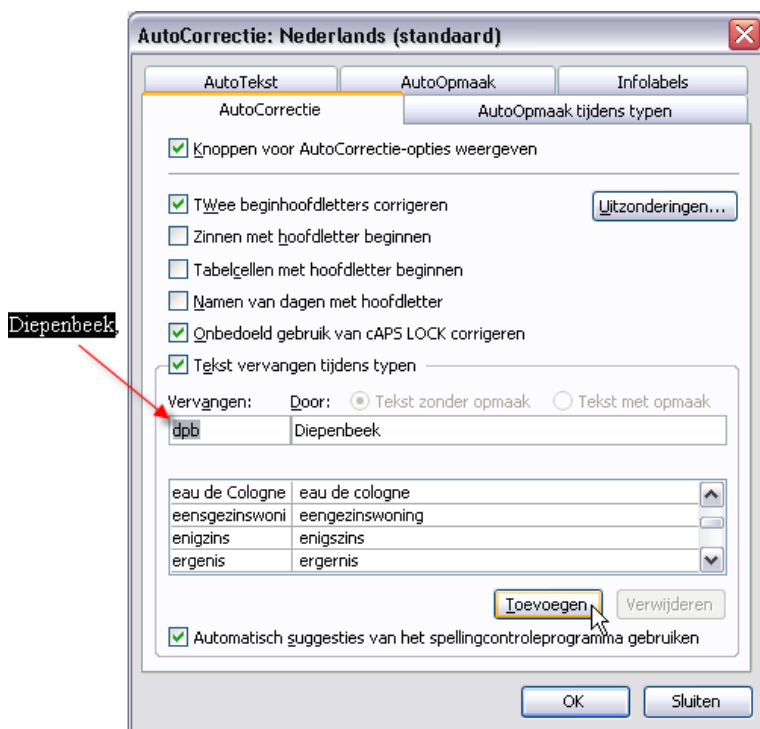 AutoCorrectie: Nederlands (standaard)
AutoTekst AutoOpmaak Infolabels
AutoCorrectie AutoOpmaak tijdens typen
Knoppen voor AutoCorrectie-opties weergeven
TWee beginhoofdletters corrigeren Uitzonderingen...
Zinnen met hoofdletter beginnen
Tabelcellen met hoofdletter beginnen
Namen van dagen met hoofdletter
Diepenbeek,
Onbedoeld gebruik van cAPS LOCK corrigeren
Tekst vervangen tijdens typen
Vervangen: Door: Tekst zonder opmaak Tekst met opmaak
dpb Diepenbeek
eau de Cologne eau de cologne
eensgezinswoni eengezinswoning
enigzins enigszins
ergenis ergernis
Toevoegen Verwijderen
Automatisch suggesties van het spellingcontroleprogramma gebruiken
OK Sluiten